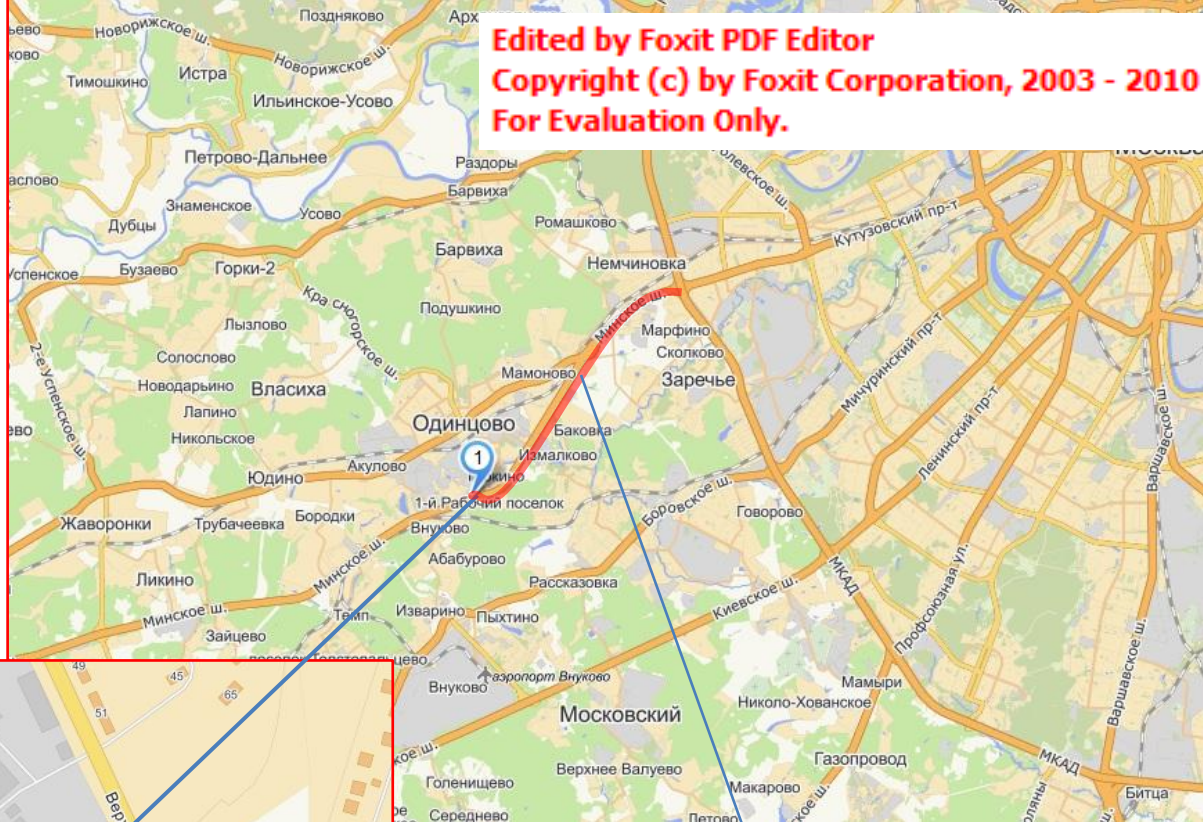 Поздняково
Новорижское ш.
Новорижское ш.
Edited by Foxit PDF Editor
Copyright (c) by Foxit Corporation, 2003 - 2010
For Evaluation Only.
Тимошкино
Истра
Ильинское-Усово
Петрово-Дальнее
Раздоры
Барвиха
Знаменское
Усово
Дубцы
Ромашково
Кутузовский пр-т
Барвиха
Немчиновка
Бузаево
Горки-2
Красногорское ш.
Подушкино
Минское ш.
Лызлово
Марфино
Сколково
2-е Успенское ш.
Солослово
Мамоново
Заречье
Мичуринский пр-т
Новодарьино
Власиха
Лапино
Одинцово
Баковка
Ленинский пр-т
Варшавское ш.
Никольское
1
Измалково
Акулово
Юдино
1-й Рабочий поселок
Боровское ш.
Говорово
Жаворонки
Трубачеевка
Бородки
Внуково
Абабурово
Минское ш.
МКАД
Профсоюзная ул.
Ликино
Рассказовка
Киевское ш.
Минское ш.
Темп
Изварино
Пыхтино
Зайцево
аэропорт Внуково
Внуково
Мамыри
Варшавское ш.
49
45
65
51
Московский
Николо-Хованское
Газопровод
МКАД
Верхнее Валуево
Голенищево
Макарово
Битца
Середнево